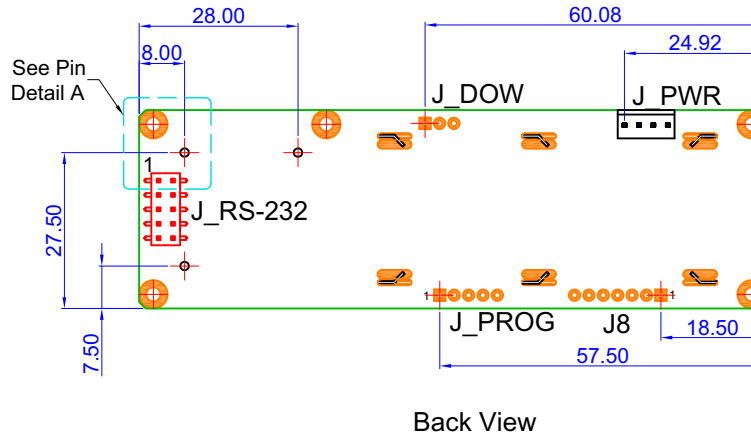 28.00
60.08
8.00
24.92
See Pin
Detail A
J_DOW
J_PWR
1
J_RS-232
27.50
7.50
1
1
J_PROG
J8
18.50
57.50
Back View